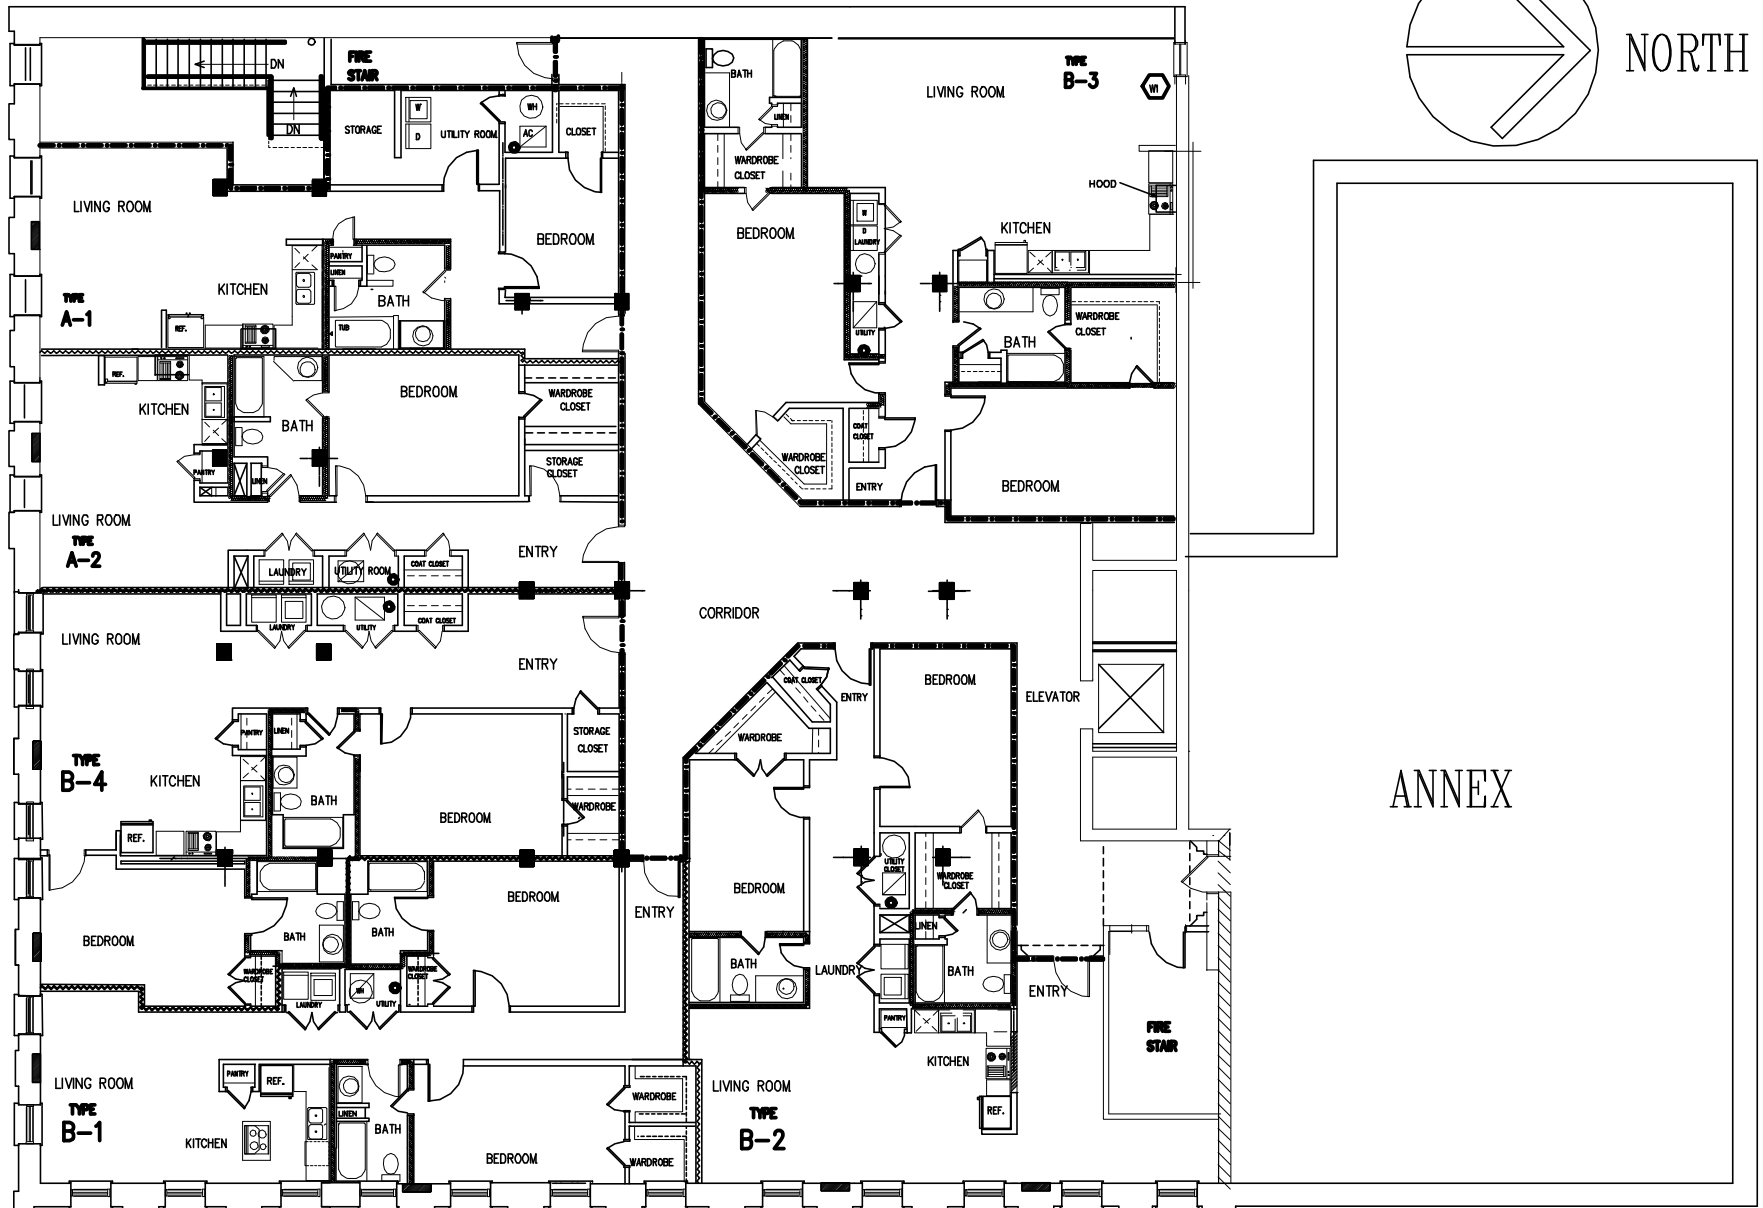 NORTH
DN
DN
FIRE
STAIR
STORAGE
W
D
UTILITY ROOM
WH
AC
CLOSET
LIVING ROOM
BEDROOM
KITCHEN
PANTRY
LINEN
BATH
TUB
REF.
TYPE
A-1
BATH
LINEN
WARDROBE
CLOSET
BEDROOM
W
D
LAUNDRY
UTILITY
LIVING ROOM
TYPE
B-3
W1
HOOD
KITCHEN
BATH
WARDROBE
CLOSET
WARDROBE
CLOSET
COAT
CLOSET
ENTRY
BEDROOM
REF.
KITCHEN
BATH
PANTRY
LINEN
BEDROOM
WARDROBE
CLOSET
STORAGE
CLOSET
LIVING ROOM
TYPE
A-2
LAUNDRY
UTILITY ROOM
COAT CLOSET
ENTRY
CORRIDOR
LIVING ROOM
LAUNDRY
UTILITY
COAT CLOSET
ENTRY
PANTRY
LINEN
STORAGE
CLOSET
TYPE
B-4
KITCHEN
BATH
REF.
BEDROOM
WARDROBE
COAT CLOSET
ENTRY
WARDROBE
BEDROOM
ELEVATOR
ANNEX
BEDROOM
UTILITY
CLOSET
WARDROBE
CLOSET
LINEN
BATH
LAUNDRY
BATH
PANTRY
KITCHEN
REF.
LIVING ROOM
TYPE
B-2
ENTRY
FIRE
STAIR
BEDROOM
BATH
BATH
BEDROOM
ENTRY
WARDROBE
CLOSET
LAUNDRY
WH
UTILITY
WARDROBE
CLOSET
LIVING ROOM
TYPE
B-1
PANTRY
REF.
KITCHEN
LINEN
BATH
BEDROOM
WARDROBE
WARDROBE